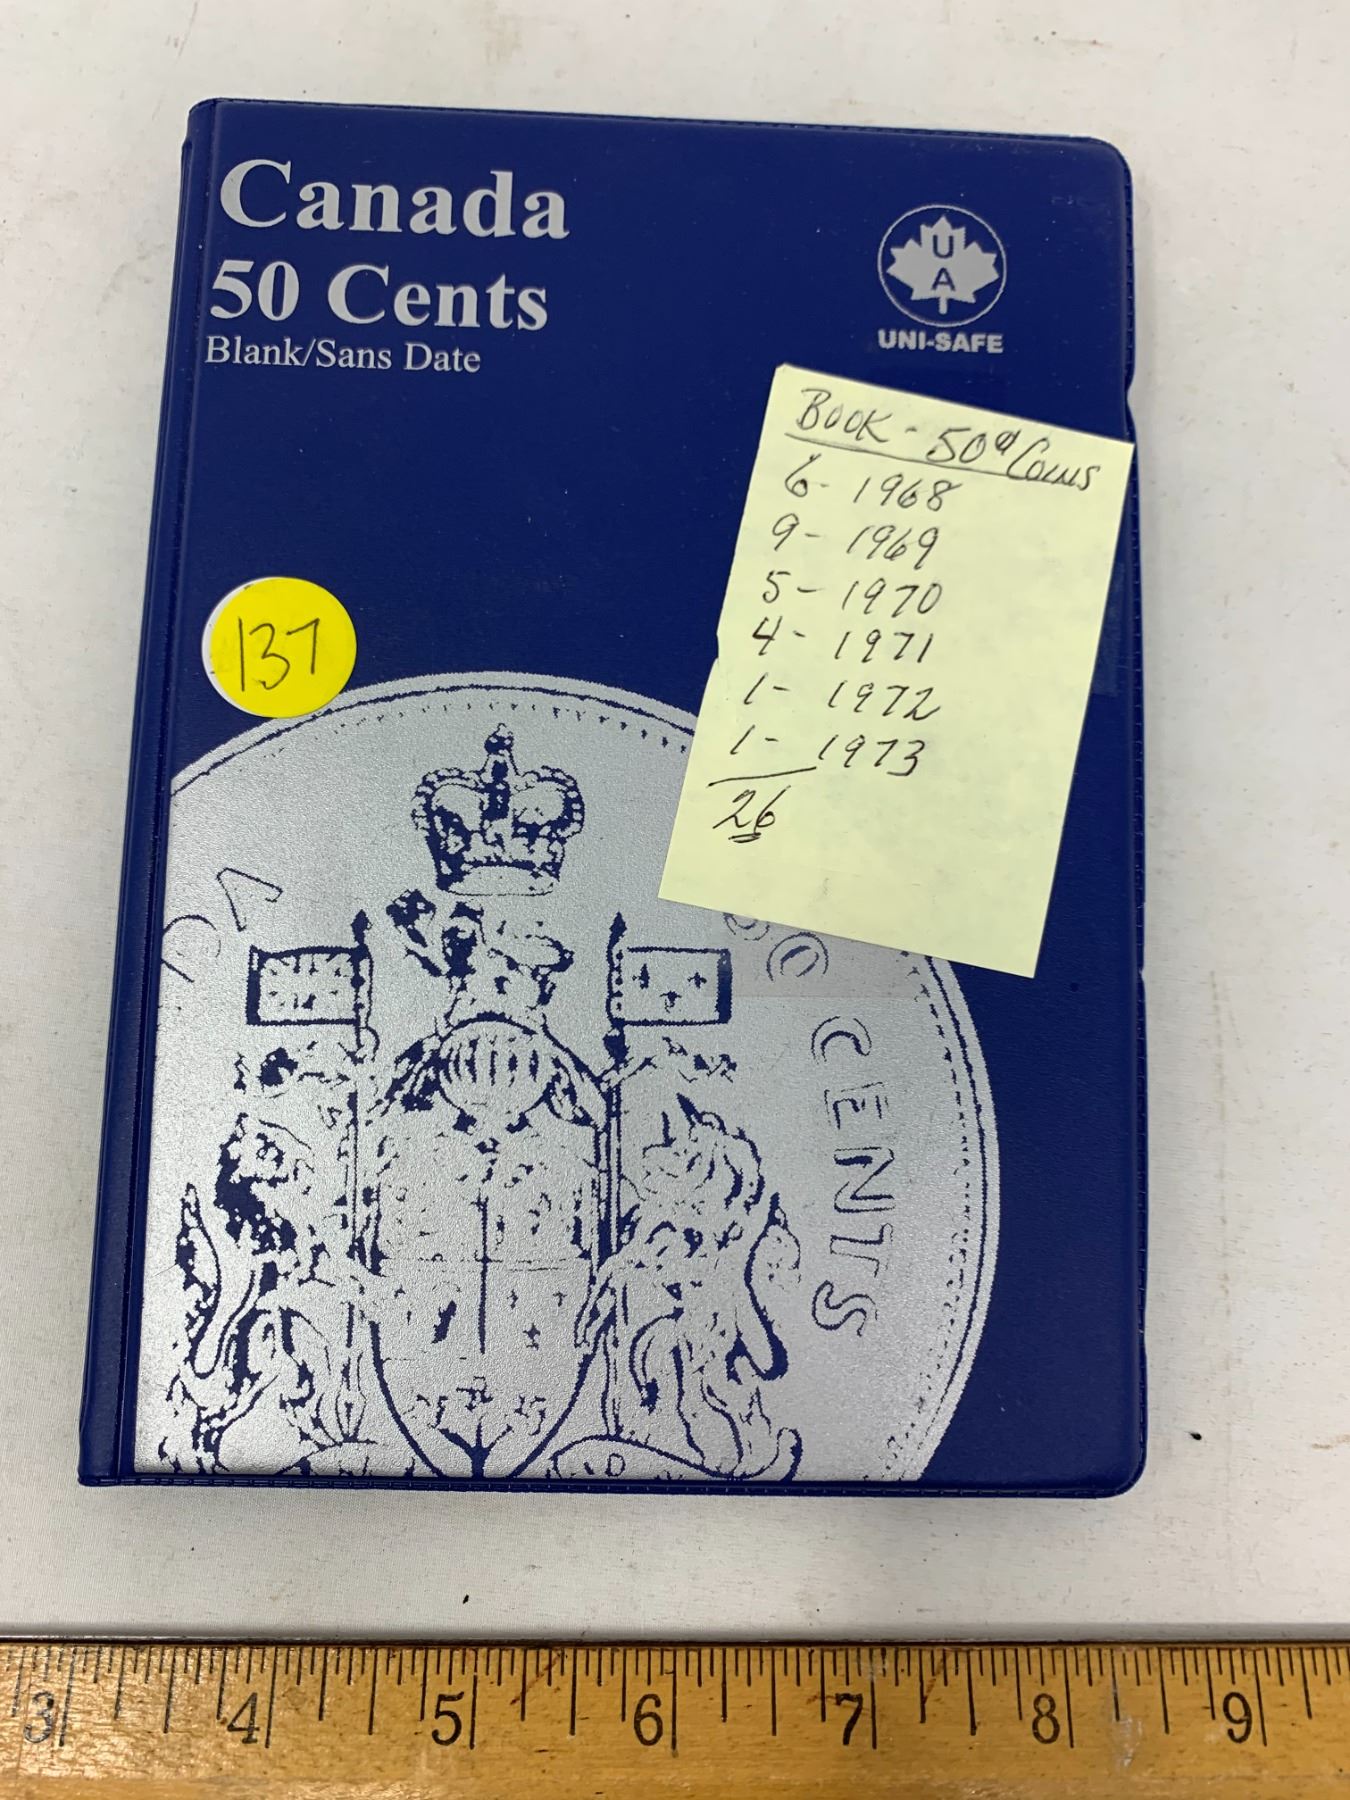 Canada
50 Cents
Blank/Sans Date
U
A
UNI-SAFE
BOOK - 50¢ COINS
6 - 1968
9 - 1969
5 - 1970
4 - 1971
1 - 1972
1 - 1973
26
137
CENTS
3 4 5 6 7 8 9